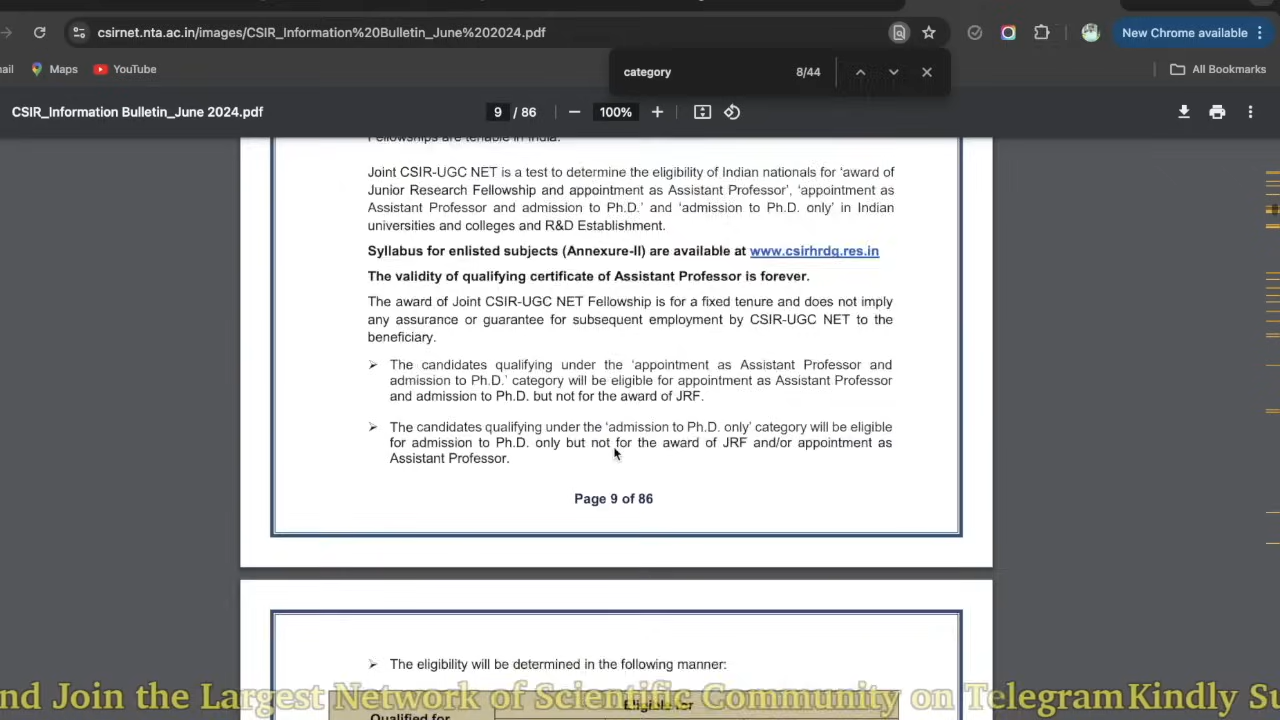 csirnet.nta.ac.in/images/CSIR_Information%20Bulletin_June%202024.pdf
New Chrome available
category 8/44
Maps YouTube All Bookmarks
CSIR_Information Bulletin_June 2024.pdf 9 / 86 100%
Fellowships are tenable in India.
Joint CSIR-UGC NET is a test to determine the eligibility of Indian nationals for ‘award of
Junior Research Fellowship and appointment as Assistant Professor’, ‘appointment as
Assistant Professor and admission to Ph.D.’ and ‘admission to Ph.D. only’ in Indian
universities and colleges and R&D Establishment.
Syllabus for enlisted subjects (Annexure-II) are available at www.csirhrdg.res.in
The validity of qualifying certificate of Assistant Professor is forever.
The award of Joint CSIR-UGC NET Fellowship is for a fixed tenure and does not imply
any assurance or guarantee for subsequent employment by CSIR-UGC NET to the
beneficiary.
➢ The candidates qualifying under the ‘appointment as Assistant Professor and
admission to Ph.D.’ category will be eligible for appointment as Assistant Professor
and admission to Ph.D. but not for the award of JRF.
➢ The candidates qualifying under the ‘admission to Ph.D. only’ category will be eligible
for admission to Ph.D. only but not for the award of JRF and/or appointment as
Assistant Professor.
Page 9 of 86
➢ The eligibility will be determined in the following manner:
nd Join the Largest Network of Scientific Community on Telegram Kindly Su
Eligible for
Qualified for